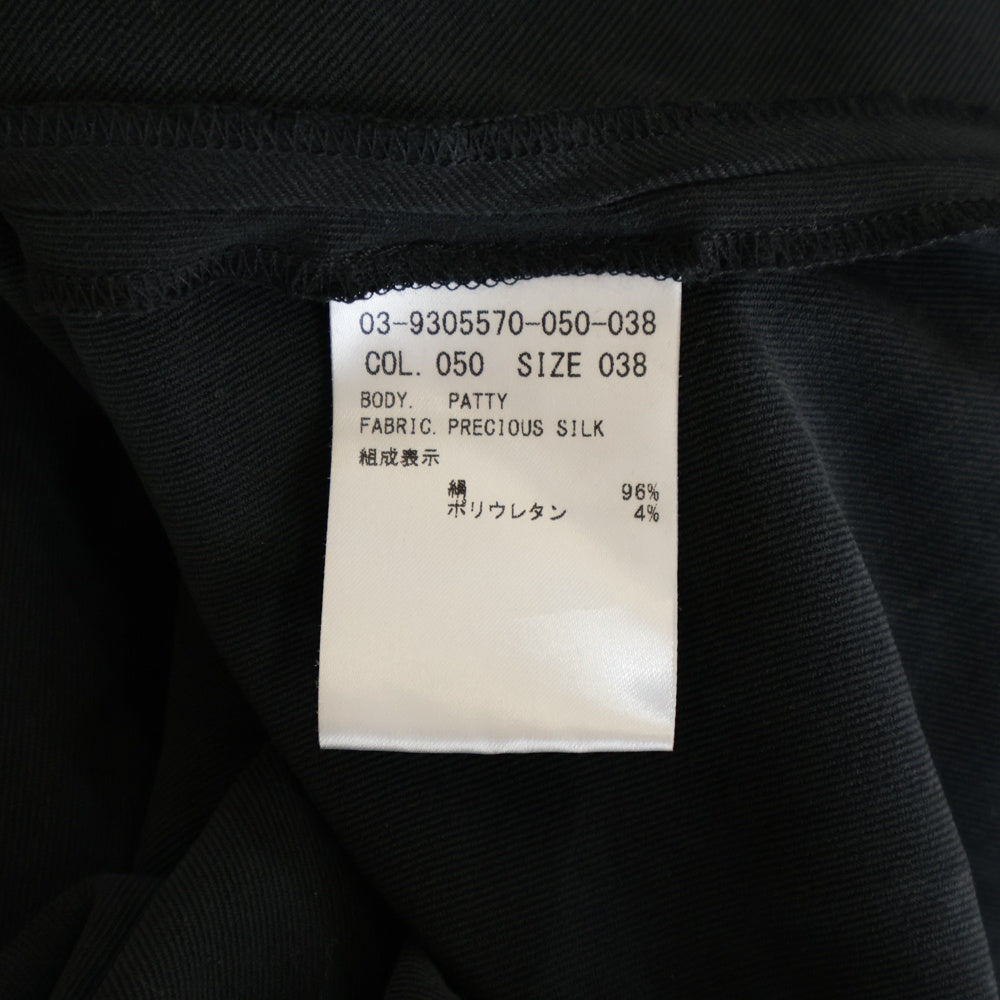 03-9305570-050-038
COL. 050 SIZE 038
BODY. PATTY
FABRIC. PRECIOUS SILK
組成表示
絹 96%
ポリウレタン 4%